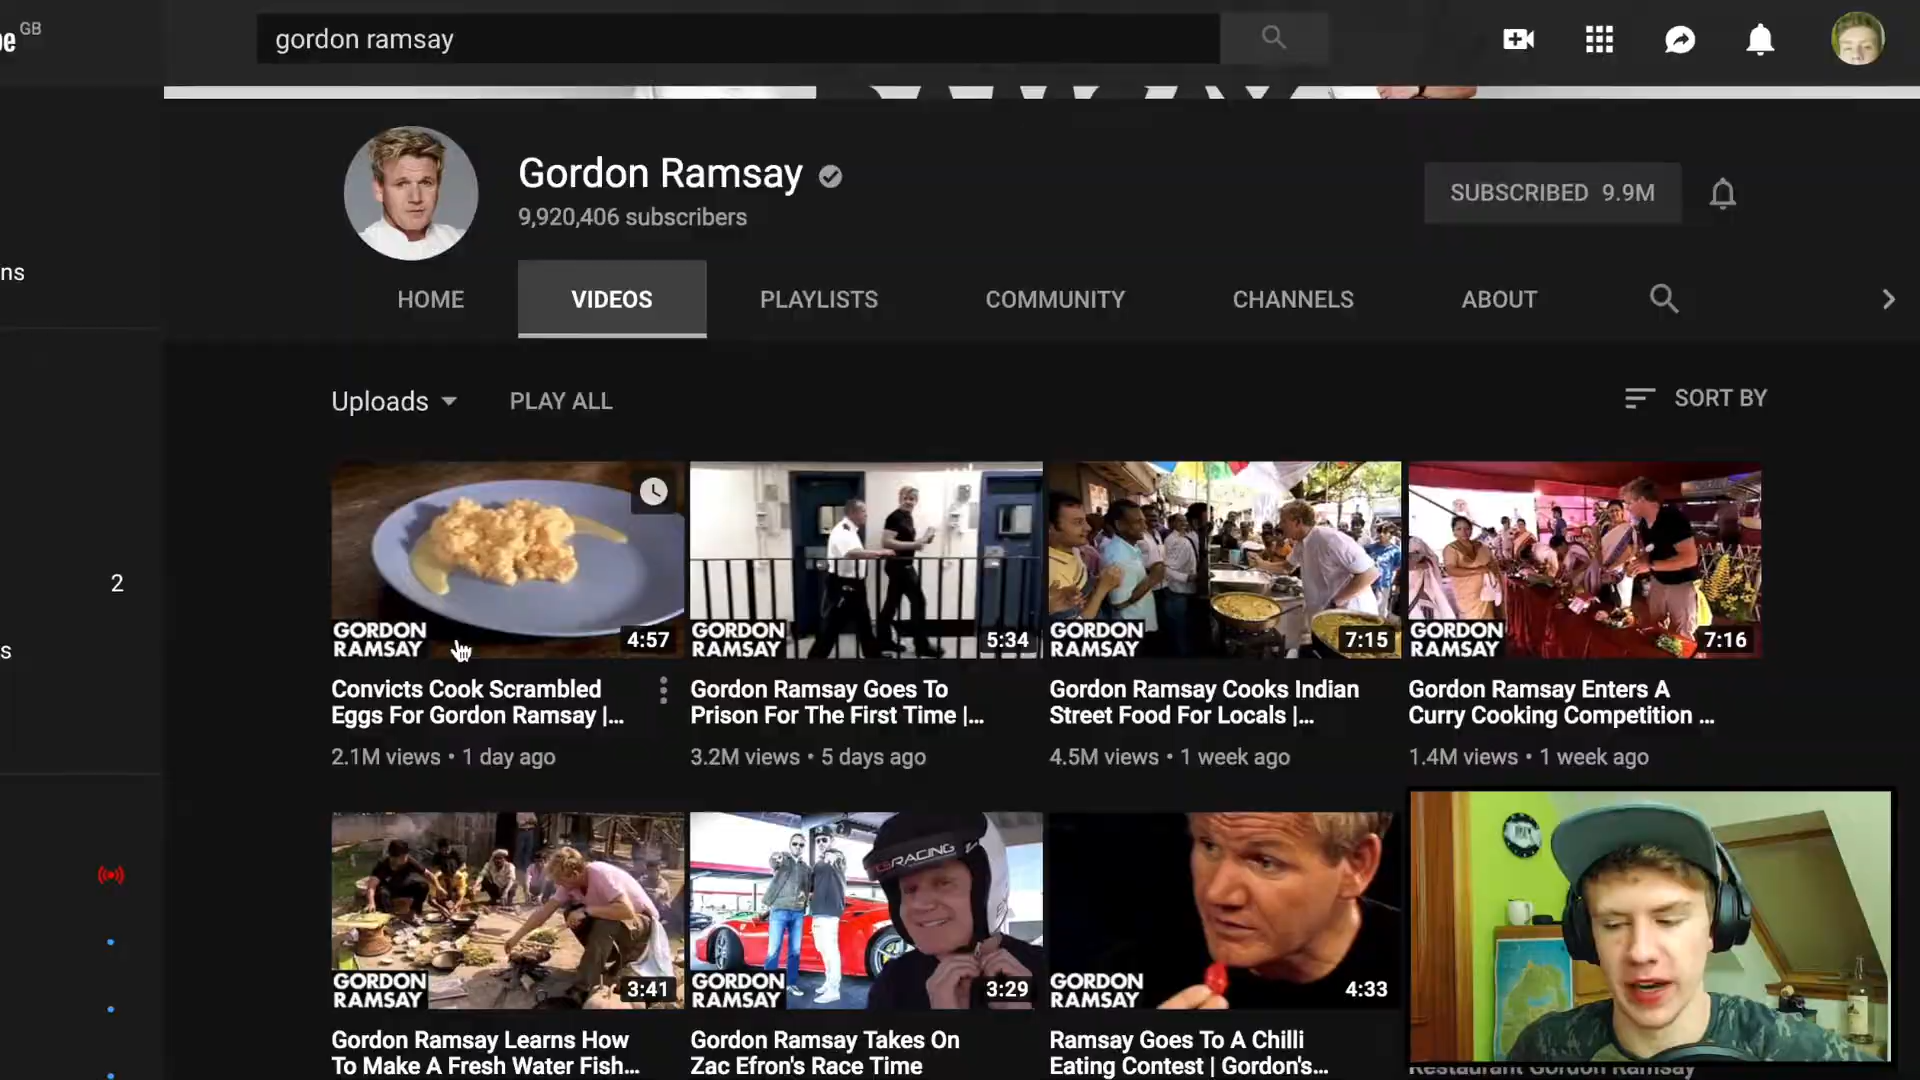 be GB
gordon ramsay
Gordon Ramsay
9,920,406 subscribers
SUBSCRIBED 9.9M
HOME
VIDEOS
PLAYLISTS
COMMUNITY
CHANNELS
ABOUT
ns
Uploads
PLAY ALL
SORT BY
2
s
GORDON
RAMSAY
4:57
GORDON
RAMSAY
5:34
GORDON
RAMSAY
7:15
GORDON
RAMSAY
7:16
Convicts Cook Scrambled
Eggs For Gordon Ramsay |...
2.1M views • 1 day ago
Gordon Ramsay Goes To
Prison For The First Time |...
3.2M views • 5 days ago
Gordon Ramsay Cooks Indian
Street Food For Locals |...
4.5M views • 1 week ago
Gordon Ramsay Enters A
Curry Cooking Competition ...
1.4M views • 1 week ago
GORDON
RAMSAY
3:41
RACING
GORDON
RAMSAY
3:29
GORDON
RAMSAY
4:33
Gordon Ramsay Learns How
To Make A Fresh Water Fish...
Gordon Ramsay Takes On
Zac Efron's Race Time
Ramsay Goes To A Chilli
Eating Contest | Gordon's...
Restaurant Gordon Ramsay